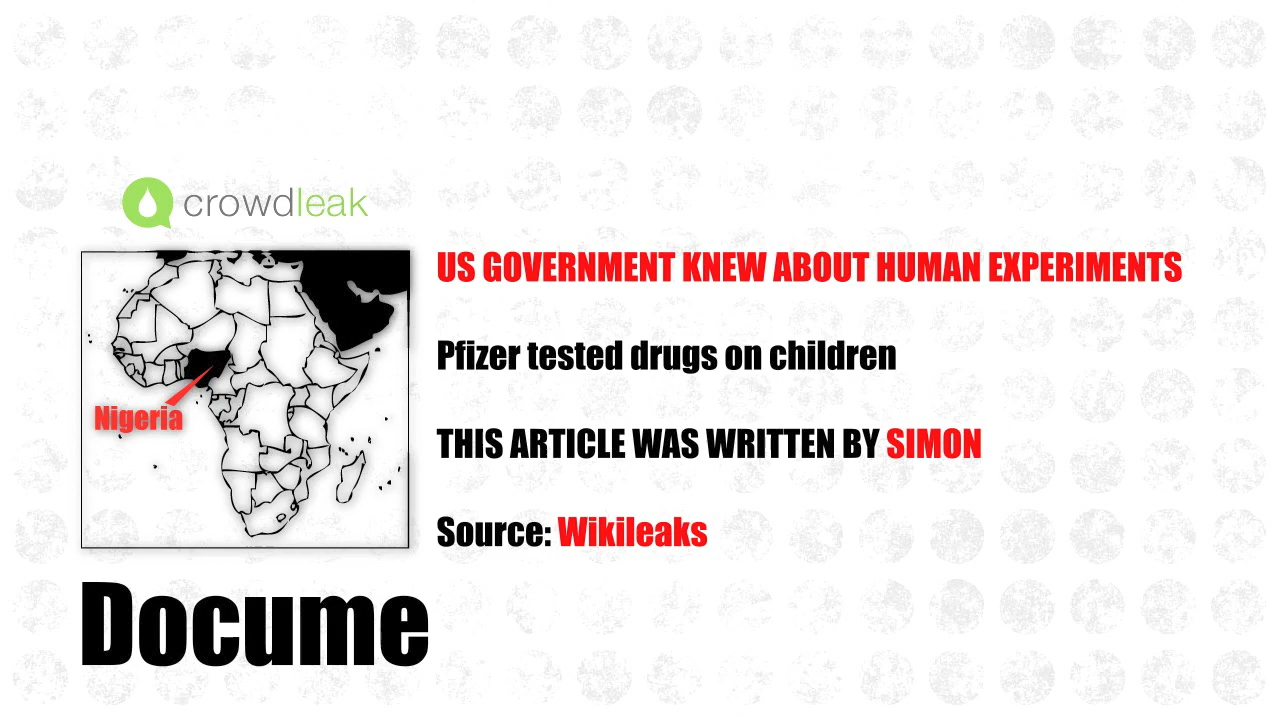 crowdleak
US GOVERNMENT KNEW ABOUT HUMAN EXPERIMENTS
Pfizer tested drugs on children
Nigeria
THIS ARTICLE WAS WRITTEN BY SIMON
Source: Wikileaks
Docume